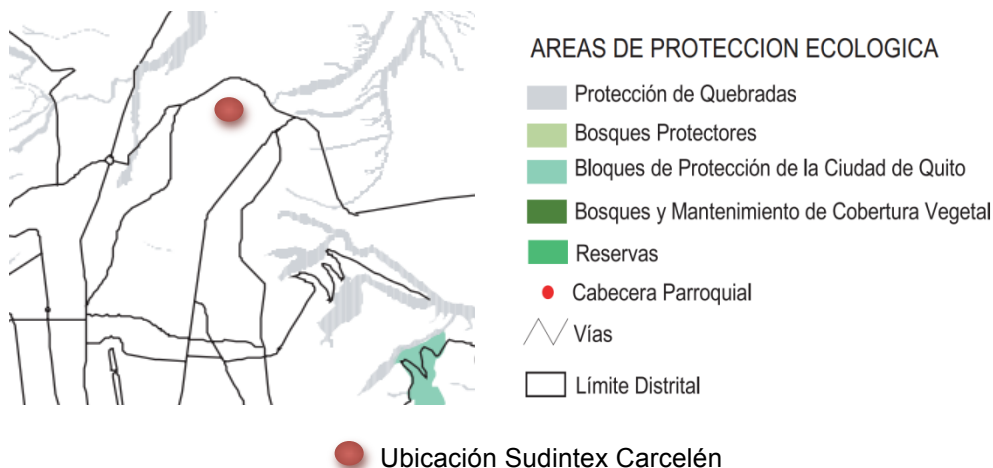 AREAS DE PROTECCION ECOLOGICA
Protección de Quebradas
Bosques Protectores
Bloques de Protección de la Ciudad de Quito
Bosques y Mantenimiento de Cobertura Vegetal
Reservas
Cabecera Parroquial
Vías
Límite Distrital
Ubicación Sudintex Carcelén